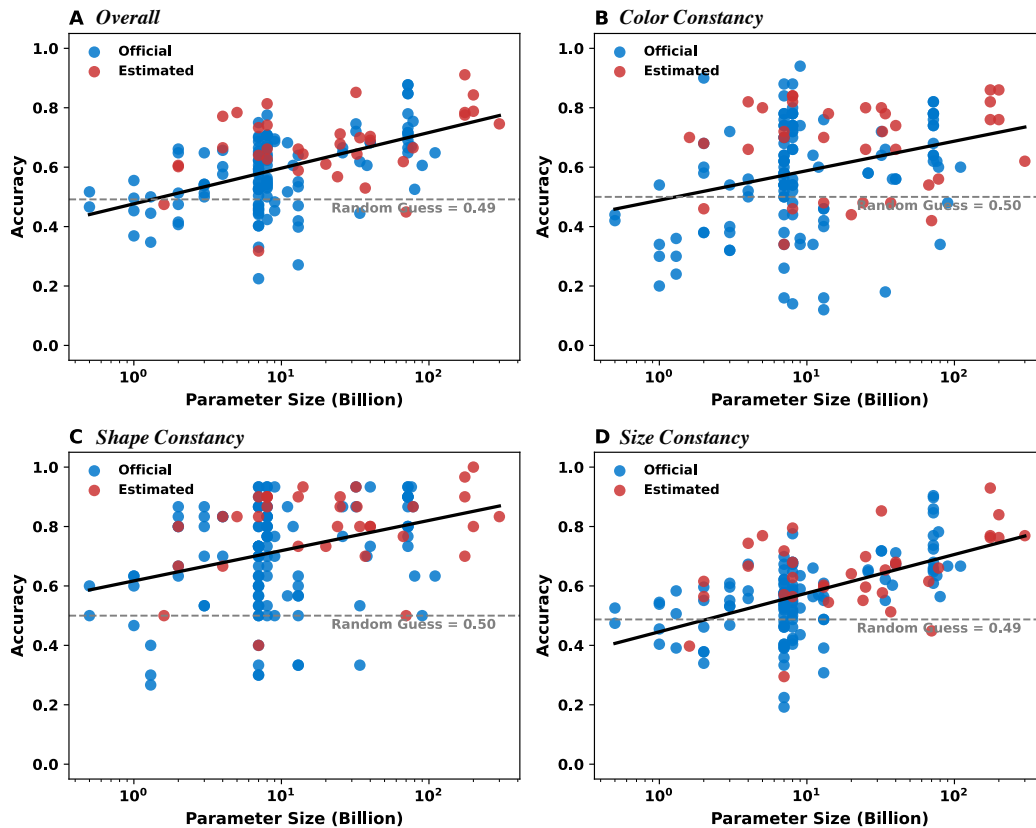 A Overall
Official
Estimated
Random Guess = 0.49
Accuracy
1.0
0.8
0.6
0.4
0.2
0.0
10⁰
10¹
10²
Parameter Size (Billion)
B Color Constancy
Official
Estimated
Random Guess = 0.50
Accuracy
1.0
0.8
0.6
0.4
0.2
0.0
10⁰
10¹
10²
Parameter Size (Billion)
C Shape Constancy
Official
Estimated
Random Guess = 0.50
Accuracy
1.0
0.8
0.6
0.4
0.2
0.0
10⁰
10¹
10²
Parameter Size (Billion)
D Size Constancy
Official
Estimated
Random Guess = 0.49
Accuracy
1.0
0.8
0.6
0.4
0.2
0.0
10⁰
10¹
10²
Parameter Size (Billion)